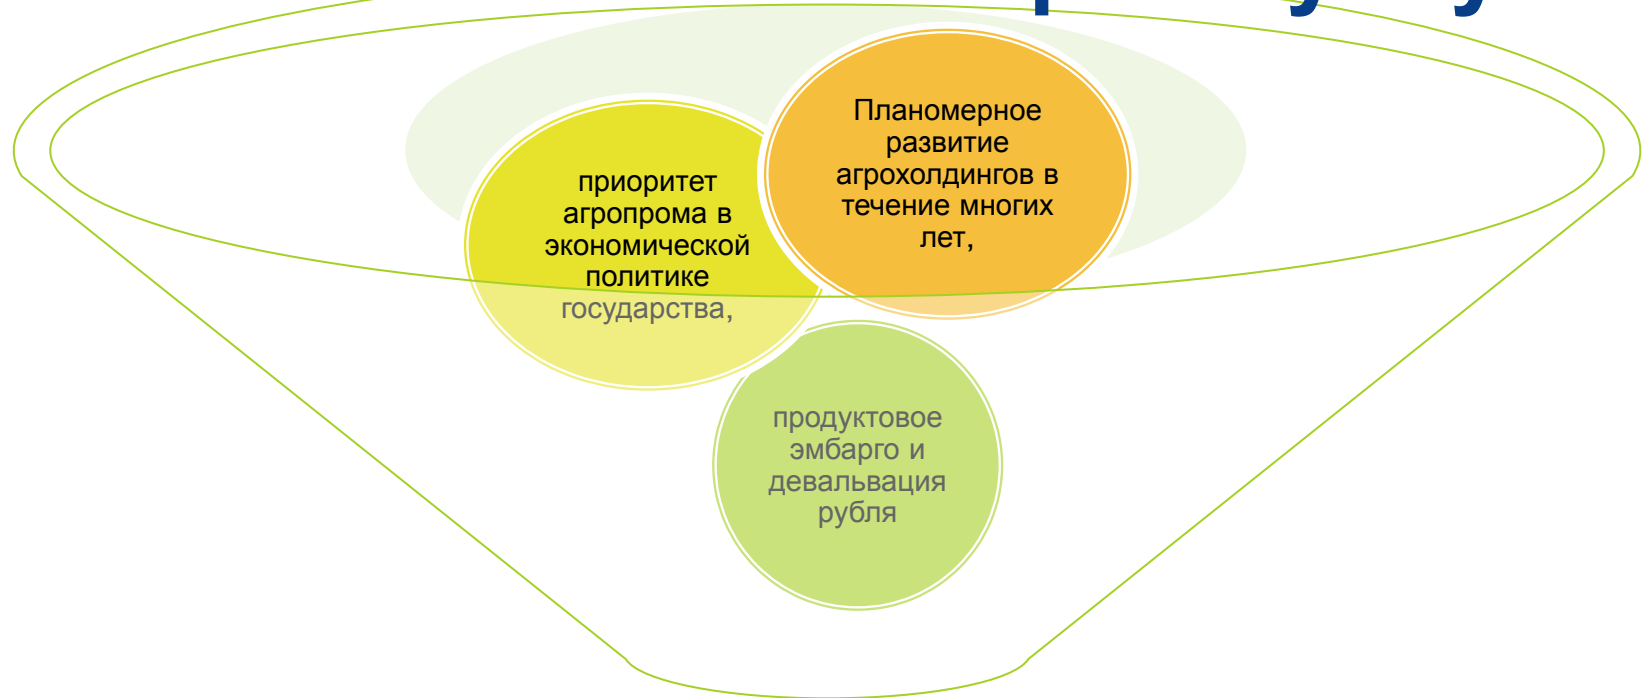 приоритет
агропрома в
экономической
политике
государства,
Планомерное
развитие
агрохолдингов в
течение многих
лет,
продуктовое
эмбарго и
девальвация
рубля